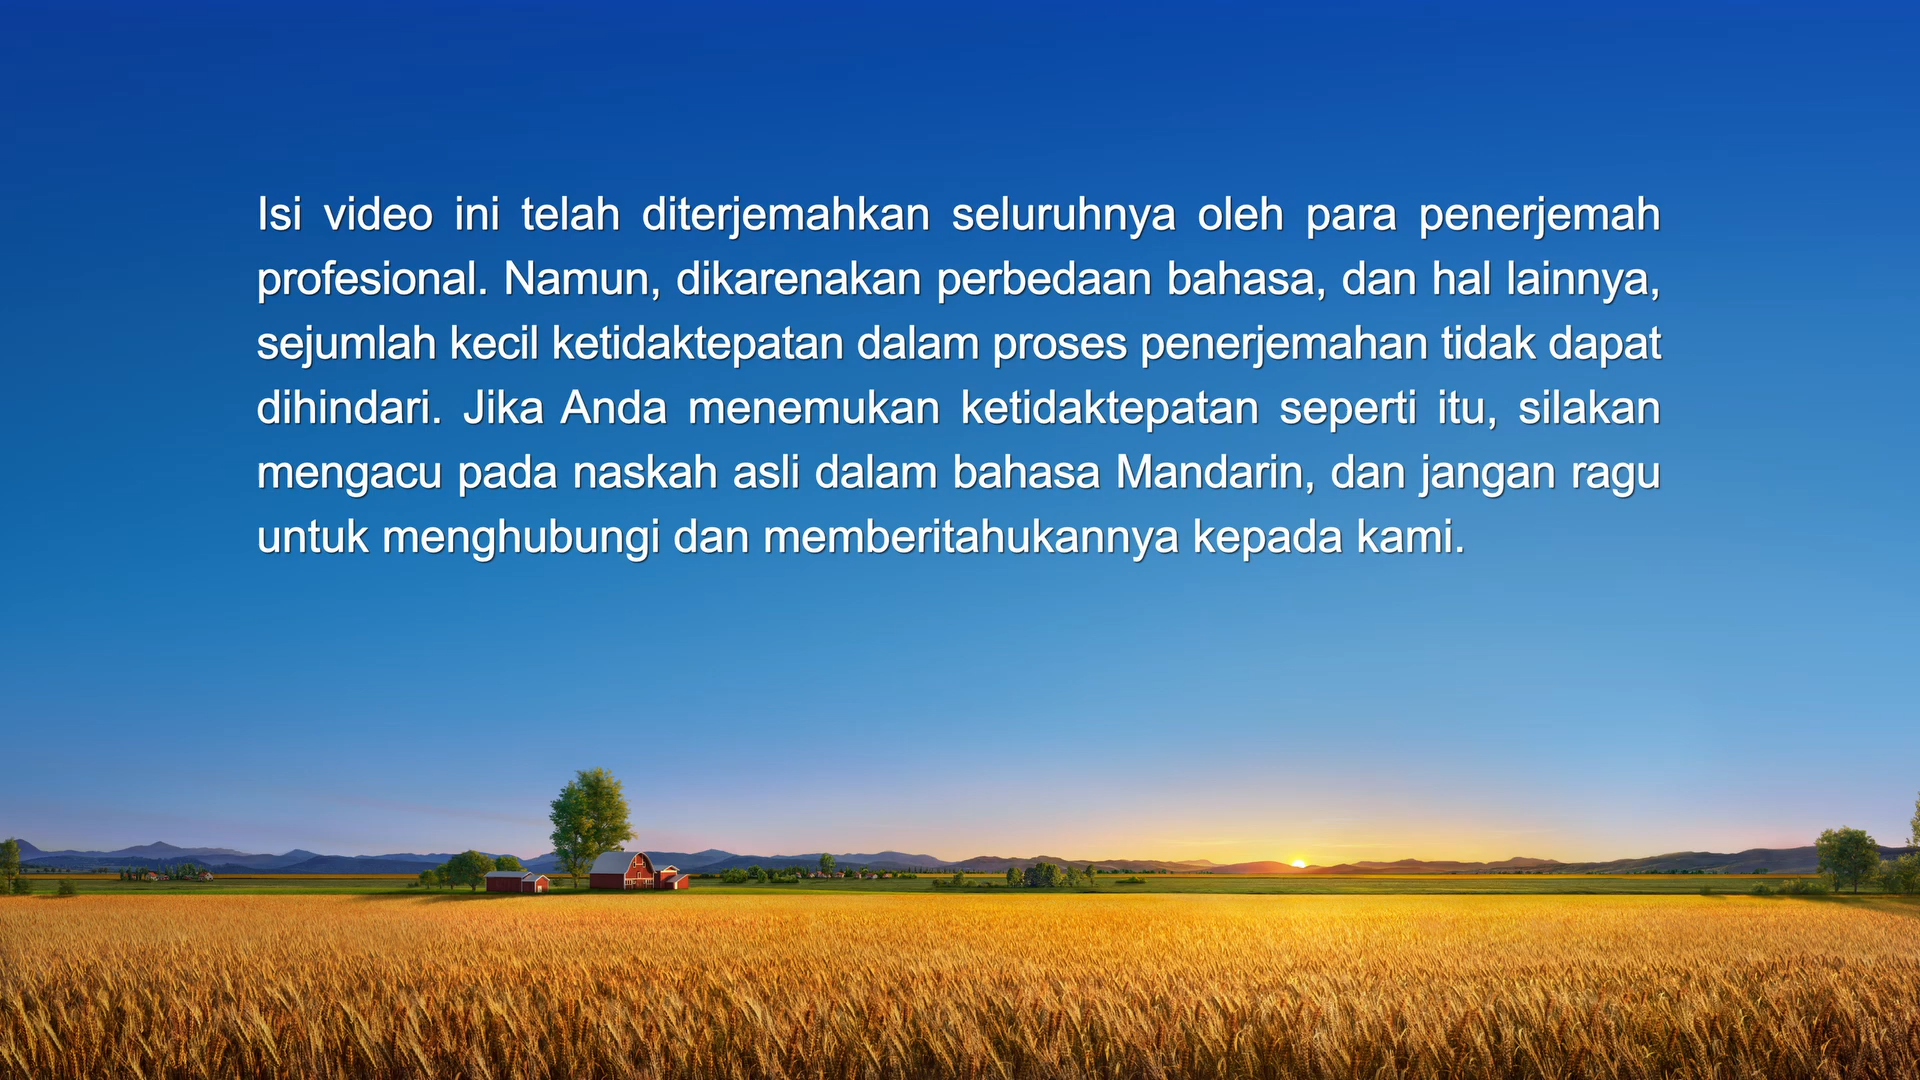 Isi video ini telah diterjemahkan seluruhnya oleh para penerjemah
profesional. Namun, dikarenakan perbedaan bahasa, dan hal lainnya,
sejumlah kecil ketidaktepatan dalam proses penerjemahan tidak dapat
dihindari. Jika Anda menemukan ketidaktepatan seperti itu, silakan
mengacu pada naskah asli dalam bahasa Mandarin, dan jangan ragu
untuk menghubungi dan memberitahukannya kepada kami.